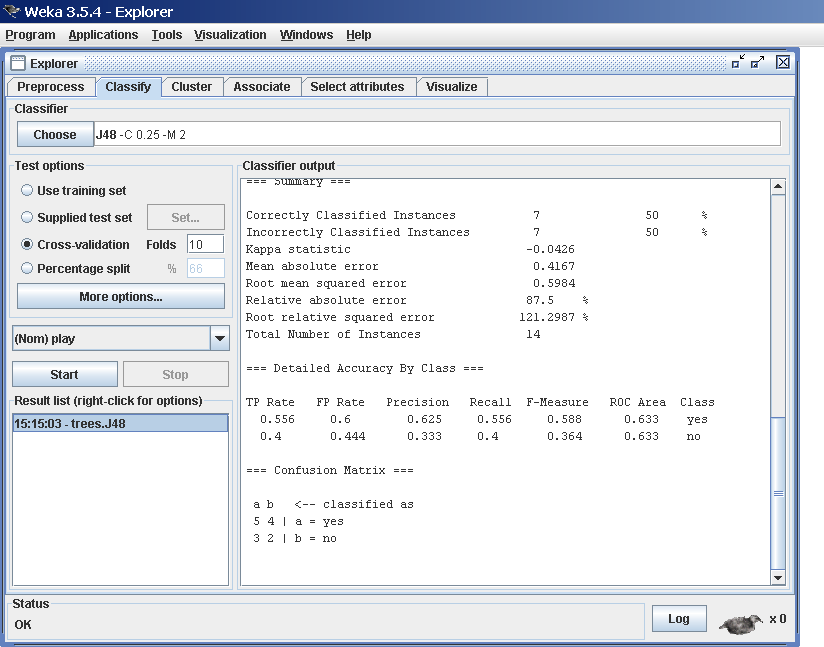 Weka 3.5.4 - Explorer
Program Applications Tools Visualization Windows Help
Explorer
Preprocess Classify Cluster Associate Select attributes Visualize
Classifier
Choose J48 -C 0.25 -M 2
Test options
Use training set
Supplied test set Set...
Cross-validation Folds 10
Percentage split % 66
More options...
(Nom) play
Start Stop
Result list (right-click for options)
15:15:03 - trees.J48
Classifier output
=== Summary ===
Correctly Classified Instances 7 50 %
Incorrectly Classified Instances 7 50 %
Kappa statistic -0.0426
Mean absolute error 0.4167
Root mean squared error 0.5984
Relative absolute error 87.5 %
Root relative squared error 121.2987 %
Total Number of Instances 14
=== Detailed Accuracy By Class ===
TP Rate FP Rate Precision Recall F-Measure ROC Area Class
0.556 0.6 0.625 0.556 0.588 0.633 yes
0.4 0.444 0.333 0.4 0.364 0.633 no
=== Confusion Matrix ===
a b <-- classified as
5 4 | a = yes
3 2 | b = no
Status
OK
Log x 0